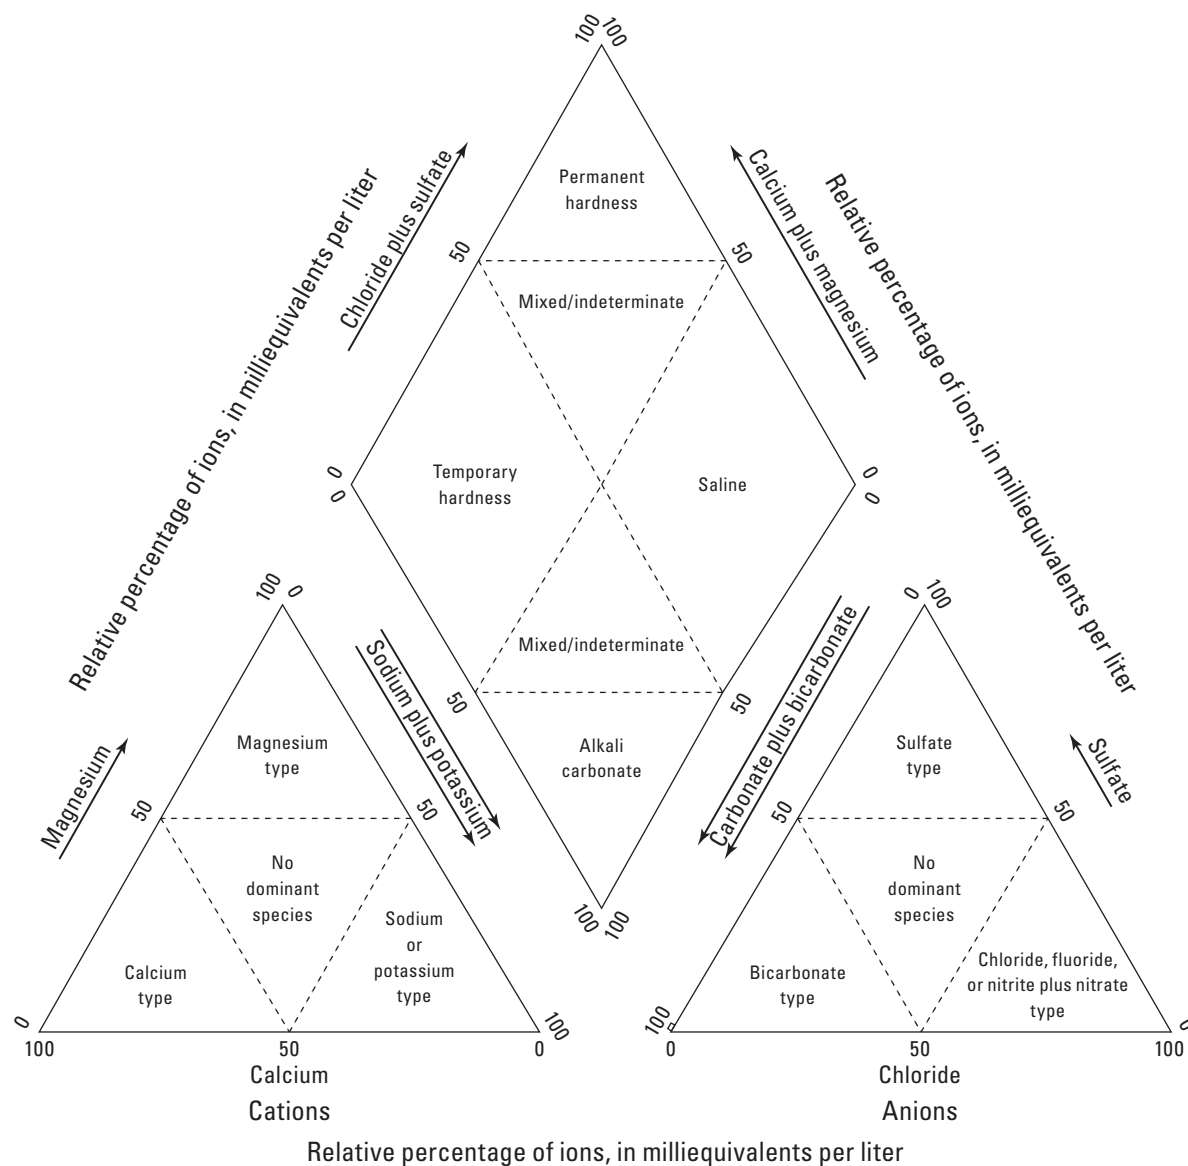 100
100
Permanent
hardness
Chloride plus sulfate
Calcium plus magnesium
Relative percentage of ions, in milliequivalents per liter
Relative percentage of ions, in milliequivalents per liter
50
50
Mixed/indeterminate
0
0
Temporary
hardness
Saline
0
0
Mixed/indeterminate
50
50
Alkali
carbonate
100
100
100
0
Magnesium
Sodium plus potassium
Magnesium
type
50
50
No
dominant
species
Calcium
type
Sodium
or
potassium
type
0
100
100
50
0
Calcium
Cations
0
100
Carbonate plus bicarbonate
Sulfate
Sulfate
type
50
50
No
dominant
species
Bicarbonate
type
Chloride, fluoride,
or nitrite plus nitrate
type
100
0
0
50
100
Chloride
Anions
Relative percentage of ions, in milliequivalents per liter